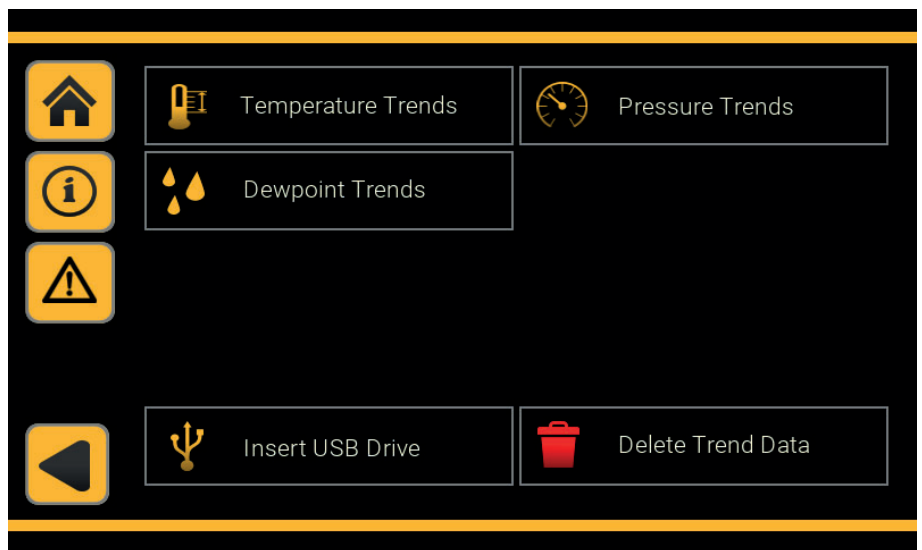 Temperature Trends
Pressure Trends
Dewpoint Trends
Insert USB Drive
Delete Trend Data